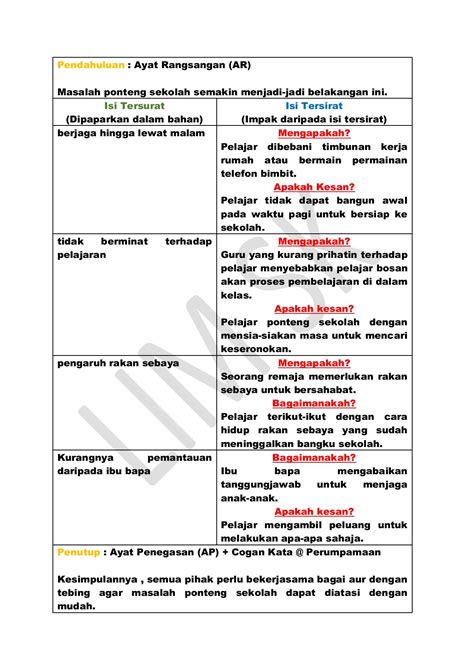 Pendahuluan : Ayat Rangsangan (AR)
Masalah ponteng sekolah semakin menjadi-jadi belakangan ini.
Isi Tersurat
(Dipaparkan dalam bahan)
Isi Tersirat
(Impak daripada isi tersirat)
berjaga hingga lewat malam
Mengapakah?
Pelajar dibebani timbunan kerja
rumah atau bermain permainan
telefon bimbit.
Apakah Kesan?
Pelajar tidak dapat bangun awal
pada waktu pagi untuk bersiap ke
sekolah.
tidak berminat terhadap
pelajaran
Mengapakah?
Guru yang kurang prihatin terhadap
pelajar menyebabkan pelajar bosan
akan proses pembelajaran di dalam
kelas.
Apakah kesan?
Pelajar ponteng sekolah dengan
mensia-siakan masa untuk mencari
keseronokan.
pengaruh rakan sebaya
Mengapakah?
Seorang remaja memerlukan rakan
sebaya untuk bersahabat.
Bagaimanakah?
Pelajar terikut-ikut dengan cara
hidup rakan sebaya yang sudah
meninggalkan bangku sekolah.
Kurangnya pemantauan
daripada ibu bapa
Bagaimanakah?
Ibu bapa mengabaikan
tanggungjawab untuk menjaga
anak-anak.
Apakah kesan?
Pelajar mengambil peluang untuk
melakukan apa-apa sahaja.
Penutup : Ayat Penegasan (AP) + Cogan Kata @ Perumpamaan
Kesimpulannya , semua pihak perlu bekerjasama bagai aur dengan
tebing agar masalah ponteng sekolah dapat diatasi dengan
mudah.
LIM SK